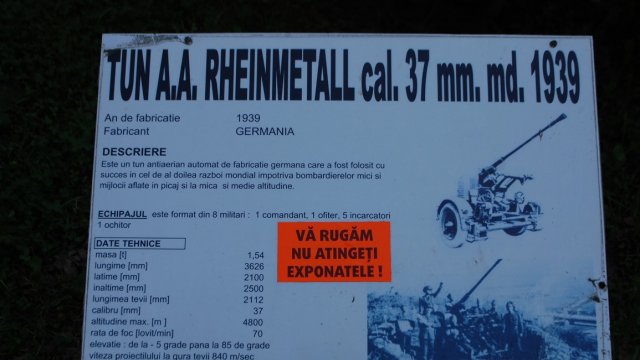 TUN A.A. RHEINMETALL cal. 37 mm. md. 1939
An de fabricatie 1939
Fabricant GERMANIA
DESCRIERE
Este un tun antiaerian automat de fabricatie germana care a fost folosit cu
succes in cel de al doilea razboi mondial impotriva bombardierelor mici si
mijlocii aflate in picaj si la mica si medie altitudine.
ECHIPAJUL este format din 8 militari : 1 comandant, 1 ofiter, 5 incarcatori
1 ochitor
VĂ RUGĂM
NU ATINGEȚI
EXPONATELE !
DATE TEHNICE
masa [t] 1,54
lungime [mm] 3626
latime [mm] 2100
inaltime [mm] 2500
lungimea tevii [mm] 2112
calibru [mm] 37
altitudine max. [m ] 4800
rata de foc [lovit/min] 70
elevatie : de la - 5 grade pana la 85 de grade
viteza proiectilului la gura tevii 840 m/sec